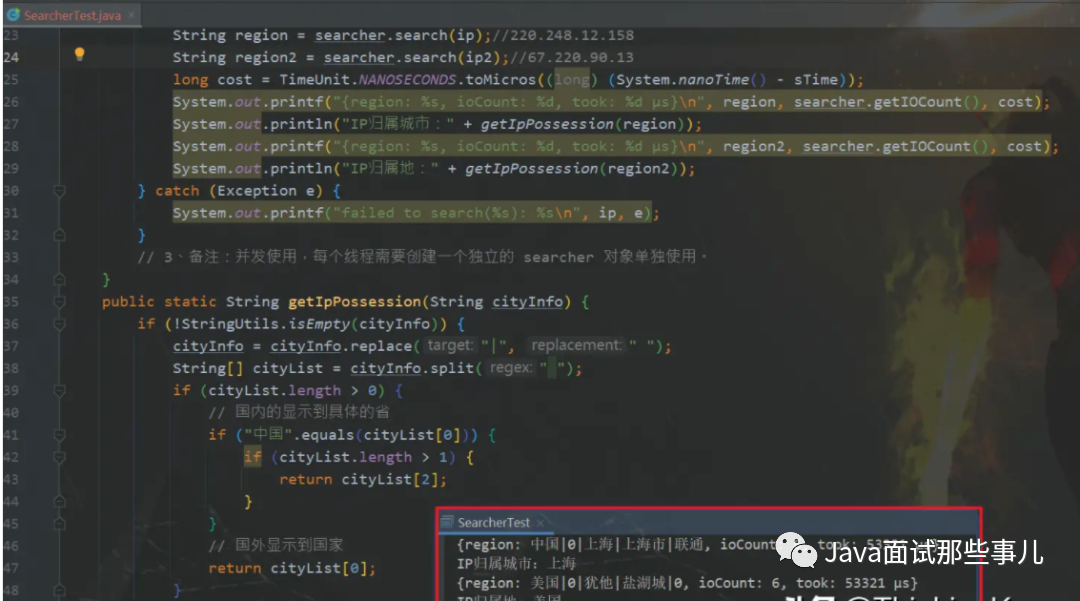 SearcherTest.java ×
23 String region = searcher.search(ip);//220.248.12.158
24 String region2 = searcher.search(ip2);//67.220.90.13
25 long cost = TimeUnit.NANOSECONDS.toMicros((long) (System.nanoTime() - sTime));
26 System.out.printf("{region: %s, ioCount: %d, took: %d μs}\n", region, searcher.getIOCount(), cost);
27 System.out.println("IP归属城市：" + getIpPossession(region));
28 System.out.printf("{region: %s, ioCount: %d, took: %d μs}\n", region2, searcher.getIOCount(), cost);
29 System.out.println("IP归属地：" + getIpPossession(region2));
30 } catch (Exception e) {
31 System.out.printf("failed to search(%s): %s\n", ip, e);
32 }
33 // 3、备注：并发使用，每个线程需要创建一个独立的 searcher 对象单独使用。
34 }
35 public static String getIpPossession(String cityInfo) {
36 if (!StringUtils.isEmpty(cityInfo)) {
37 cityInfo = cityInfo.replace( target: "|", replacement: " ");
38 String[] cityList = cityInfo.split( regex: " ");
39 if (cityList.length > 0) {
40 // 国内的显示到具体的省
41 if ("中国".equals(cityList[0])) {
42 if (cityList.length > 1) {
43 return cityList[2];
44 }
45 }
46 // 国外显示到国家
47 return cityList[0];
48 }
SearcherTest ×
{region: 中国|0|上海|上海市|联通, ioCount: took: 53321 μs}
IP归属城市：上海
{region: 美国|0|犹他|盐湖城|0, ioCount: 6, took: 53321 μs}
IP归属地：美国
Java面试那些事儿